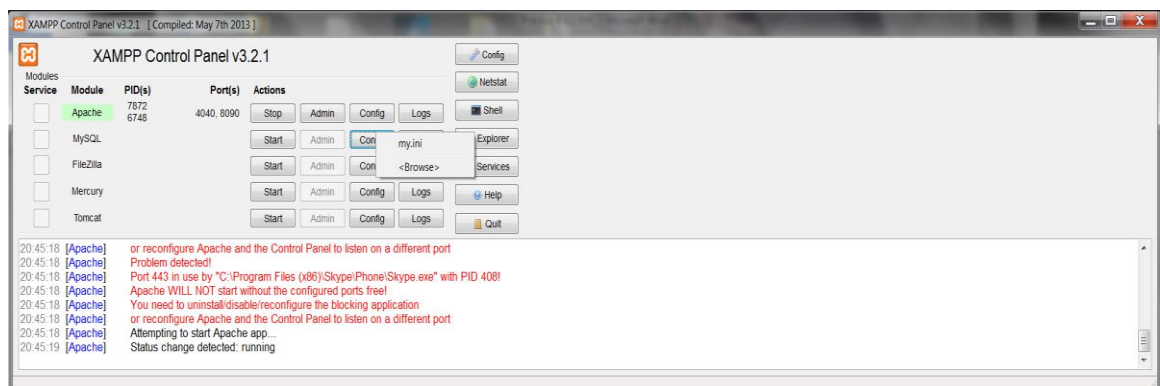 XAMPP Control Panel v3.2.1 [ Compiled: May 7th 2013 ]
XAMPP Control Panel v3.2.1
Config
Modules
Service Module PID(s) Port(s) Actions
Netstat
Apache 7872 6748 4040, 8090 Stop Admin Config Logs
Shell
MySQL Start Admin Con
my.ini
Explorer
FileZilla Start Admin Con
<Browse>
Services
Mercury Start Admin Config Logs
Help
Tomcat Start Admin Config Logs
Quit
20:45:18 [Apache] or reconfigure Apache and the Control Panel to listen on a different port
20:45:18 [Apache] Problem detected!
20:45:18 [Apache] Port 443 in use by "C:\Program Files (x86)\Skype\Phone\Skype.exe" with PID 408!
20:45:18 [Apache] Apache WILL NOT start without the configured ports free!
20:45:18 [Apache] You need to uninstall/disable/reconfigure the blocking application
20:45:18 [Apache] or reconfigure Apache and the Control Panel to listen on a different port
20:45:18 [Apache] Attempting to start Apache app...
20:45:19 [Apache] Status change detected: running